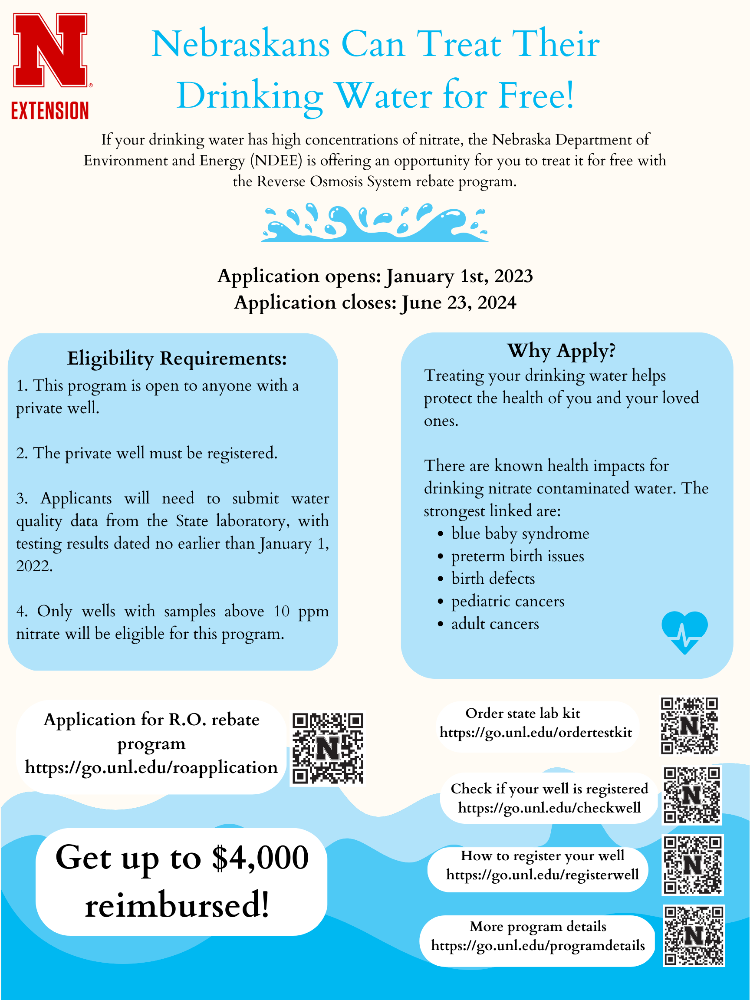 N
®
EXTENSION
Nebraskans Can Treat Their
Drinking Water for Free!
If your drinking water has high concentrations of nitrate, the Nebraska Department of
Environment and Energy (NDEE) is offering an opportunity for you to treat it for free with
the Reverse Osmosis System rebate program.
Application opens: January 1st, 2023
Application closes: June 23, 2024
Eligibility Requirements:
1. This program is open to anyone with a
private well.
2. The private well must be registered.
3. Applicants will need to submit water
quality data from the State laboratory, with
testing results dated no earlier than January 1,
2022.
4. Only wells with samples above 10 ppm
nitrate will be eligible for this program.
Why Apply?
Treating your drinking water helps
protect the health of you and your loved
ones.
There are known health impacts for
drinking nitrate contaminated water. The
strongest linked are:
• blue baby syndrome
• preterm birth issues
• birth defects
• pediatric cancers
• adult cancers
Application for R.O. rebate
program
https://go.unl.edu/roapplication
N
Get up to $4,000
reimbursed!
Order state lab kit
https://go.unl.edu/ordertestkit
N
Check if your well is registered
https://go.unl.edu/checkwell
N
How to register your well
https://go.unl.edu/registerwell
N
More program details
https://go.unl.edu/programdetails
N